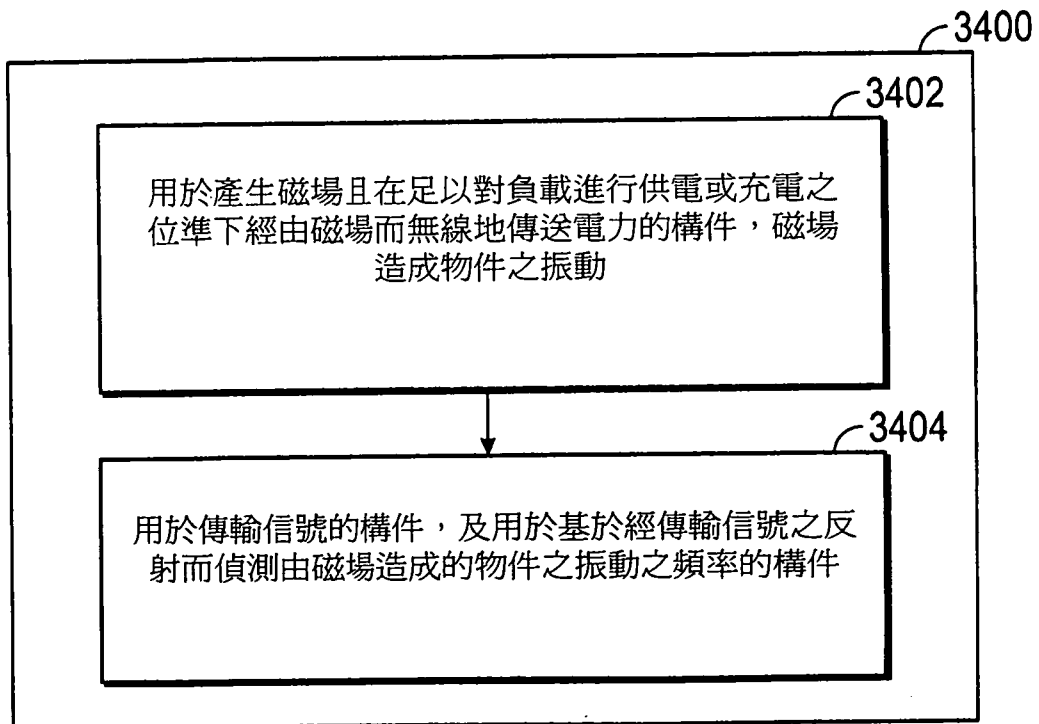 3400
3402
用於產生磁場且在足以對負載進行供電或充電之
位準下經由磁場而無線地傳送電力的構件，磁場
造成物件之振動
3404
用於傳輸信號的構件，及用於基於經傳輸信號之反
射而偵測由磁場造成的物件之振動之頻率的構件